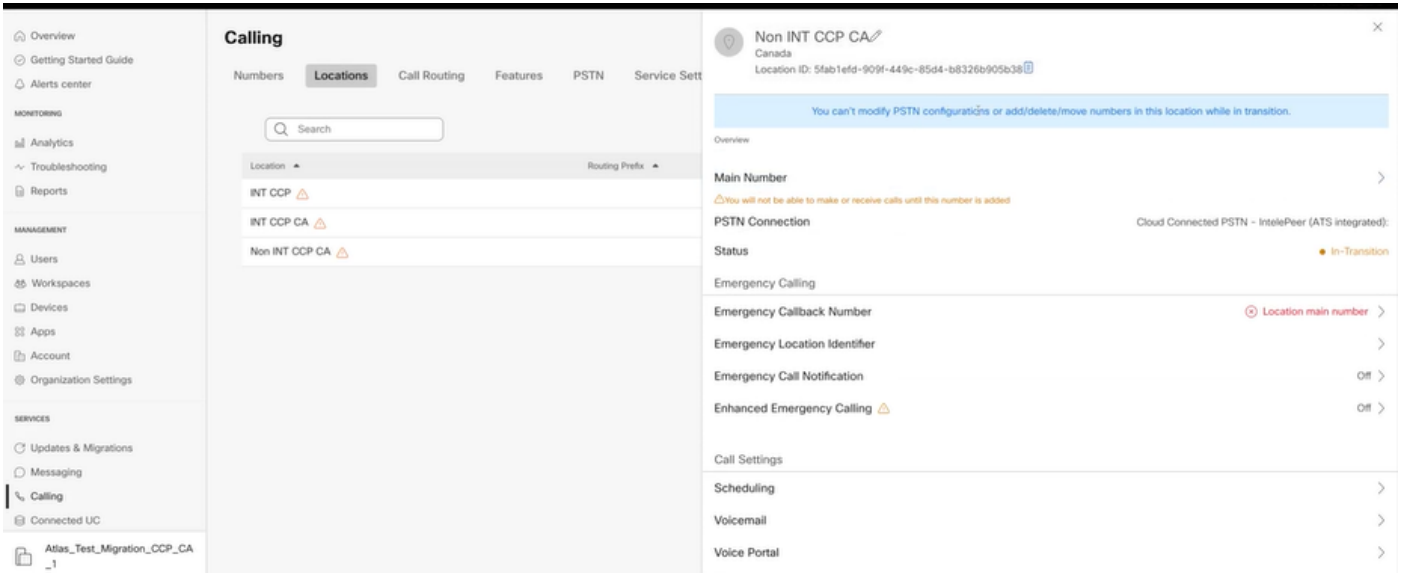 Overview
Getting Started Guide
Alerts center
MONITORING
Analytics
Troubleshooting
Reports
MANAGEMENT
Users
Workspaces
Devices
Apps
Account
Organization Settings
SERVICES
Updates & Migrations
Messaging
Calling
Connected UC
Atlas_Test_Migration_CCP_CA
_1
Calling
Numbers Locations Call Routing Features PSTN Service Sett
Search
Location Routing Prefix
INT CCP
INT CCP CA
Non INT CCP CA
Non INT CCP CA
Canada
Location ID: 5fab1efd-909f-449c-85d4-b8326b905b38
You can't modify PSTN configurations or add/delete/move numbers in this location while in transition.
Overview
Main Number
You will not be able to make or receive calls until this number is added
PSTN Connection Cloud Connected PSTN - IntelePeer (ATS integrated):
Status In-Transition
Emergency Calling
Emergency Callback Number Location main number
Emergency Location Identifier
Emergency Call Notification Off
Enhanced Emergency Calling Off
Call Settings
Scheduling
Voicemail
Voice Portal